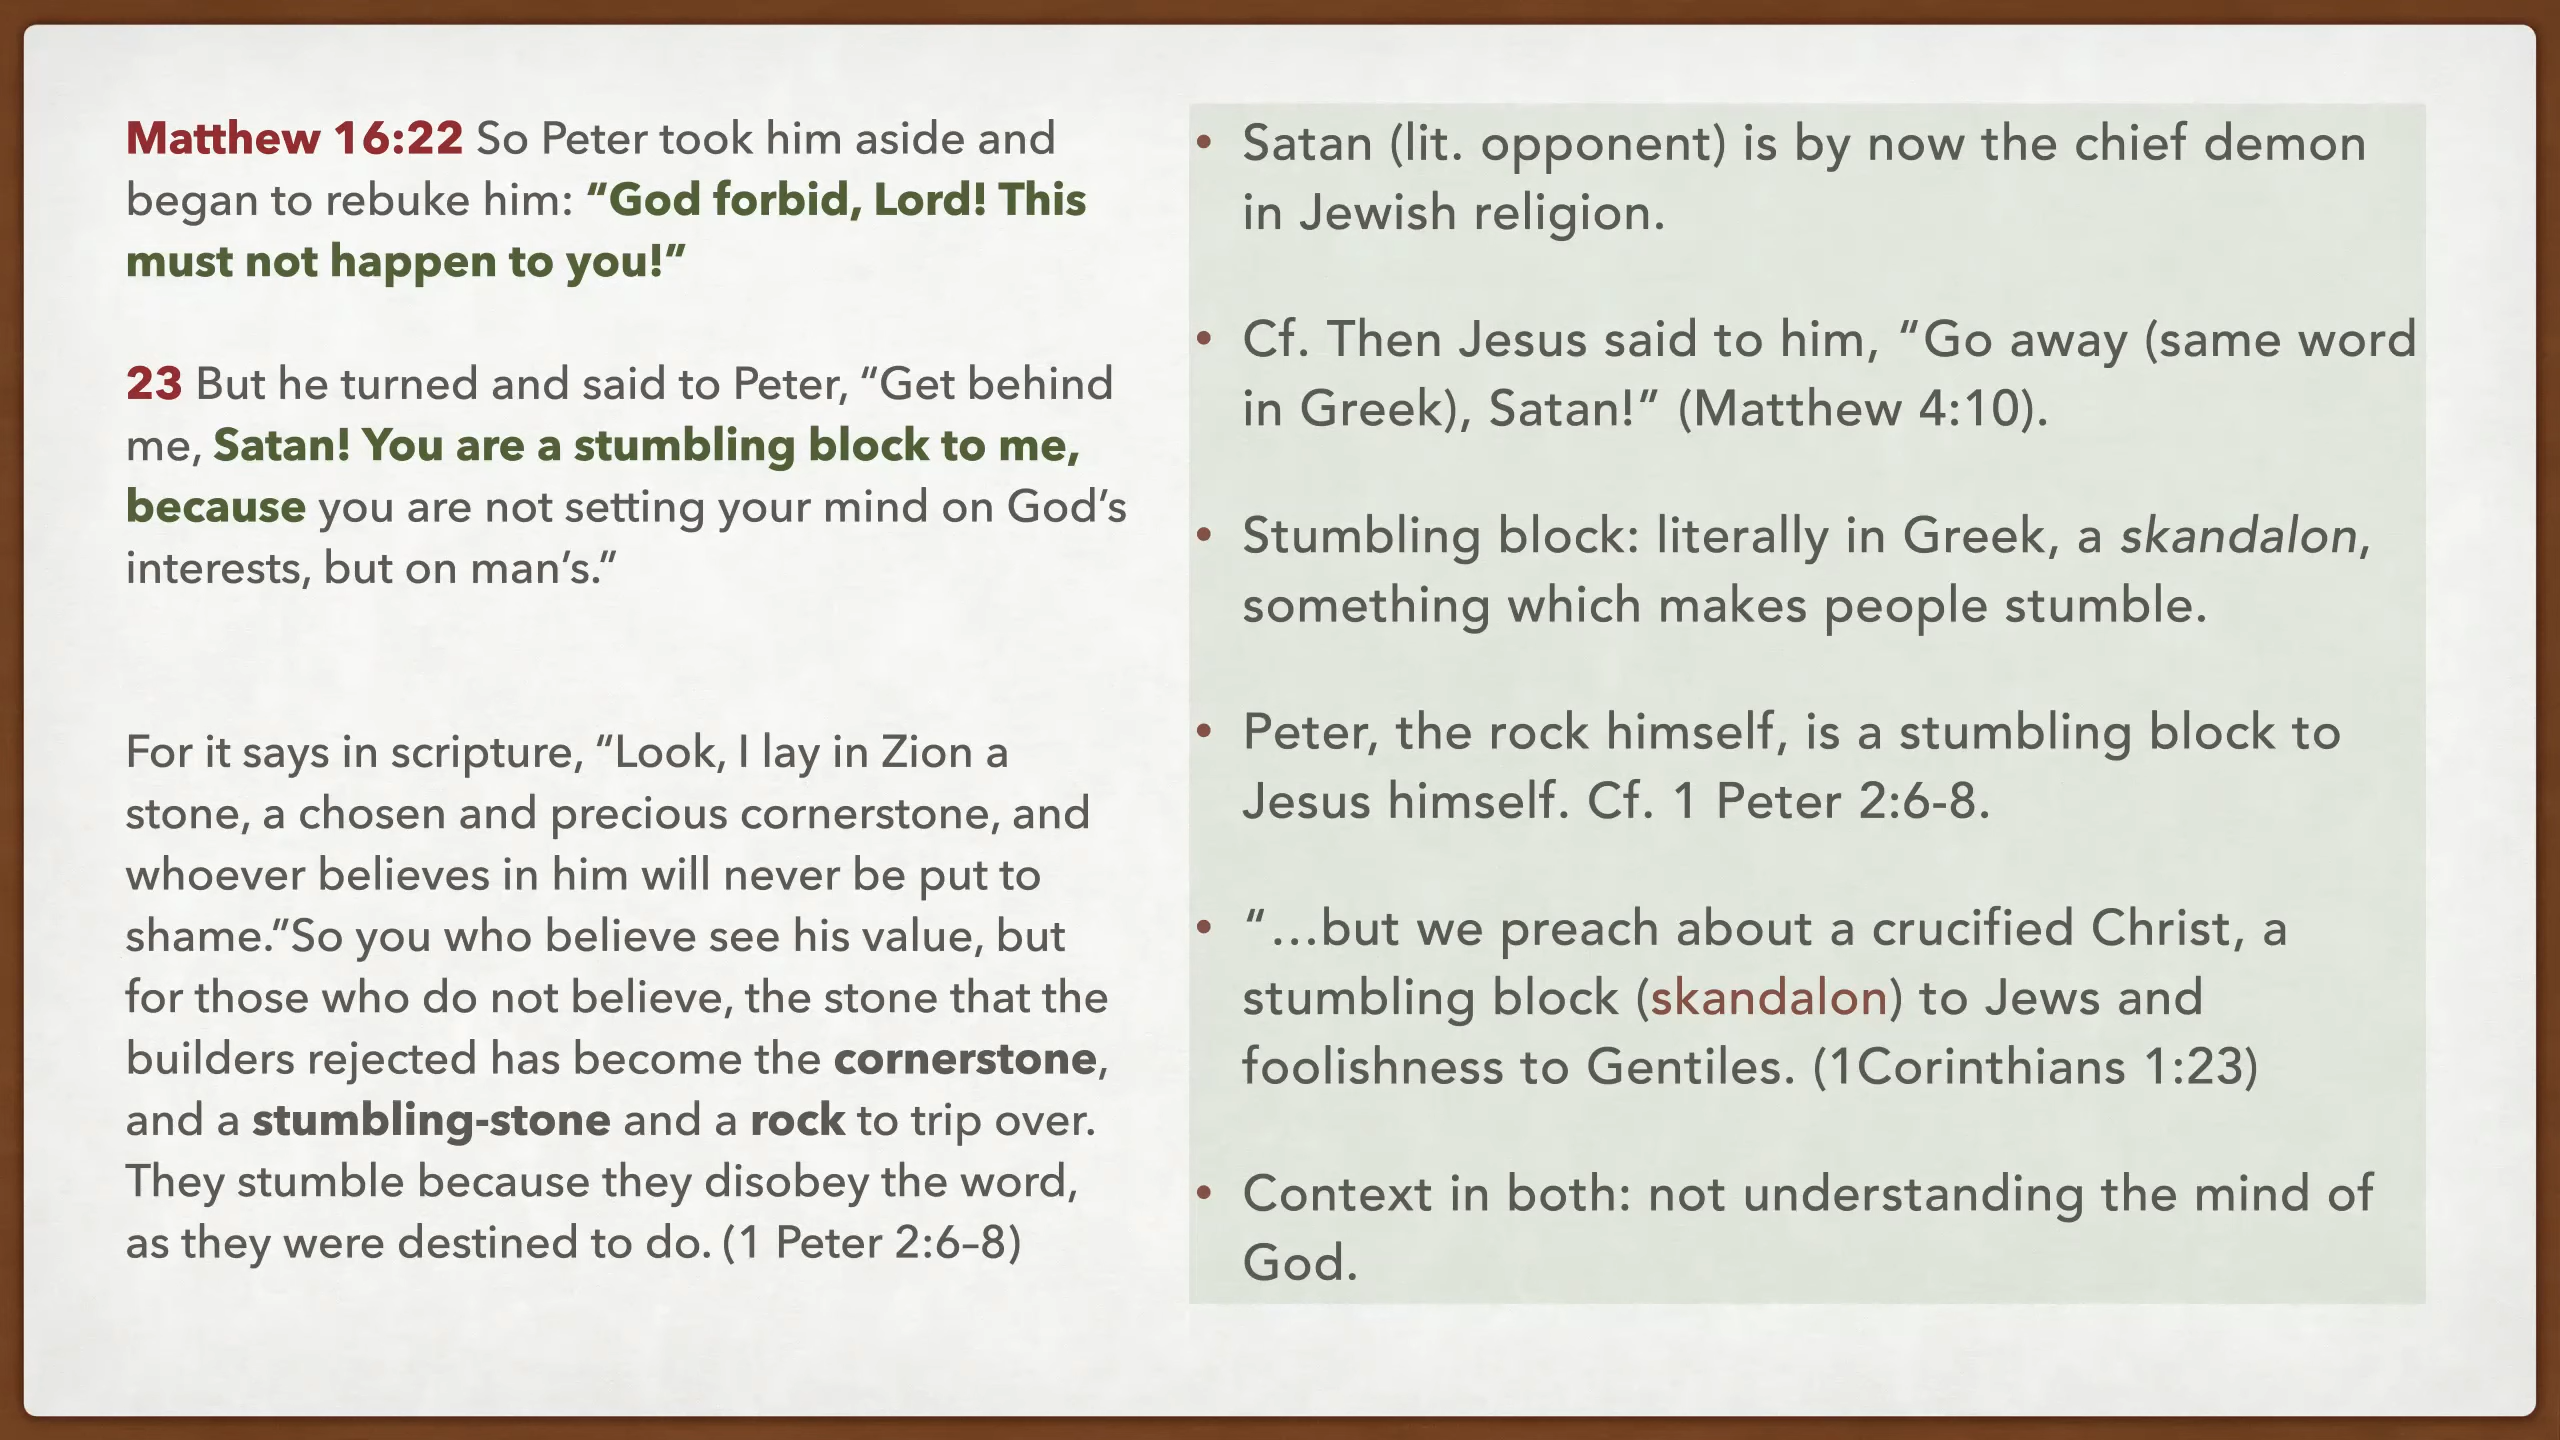 Matthew 16:22 So Peter took him aside and
began to rebuke him: “God forbid, Lord! This
must not happen to you!”
23 But he turned and said to Peter, “Get behind
me, Satan! You are a stumbling block to me,
because you are not setting your mind on God’s
interests, but on man’s.”
For it says in scripture, “Look, I lay in Zion a
stone, a chosen and precious cornerstone, and
whoever believes in him will never be put to
shame.”So you who believe see his value, but
for those who do not believe, the stone that the
builders rejected has become the cornerstone,
and a stumbling-stone and a rock to trip over.
They stumble because they disobey the word,
as they were destined to do. (1 Peter 2:6–8)
• Satan (lit. opponent) is by now the chief demon
in Jewish religion.
• Cf. Then Jesus said to him, “Go away (same word
in Greek), Satan!” (Matthew 4:10).
• Stumbling block: literally in Greek, a skandalon,
something which makes people stumble.
• Peter, the rock himself, is a stumbling block to
Jesus himself. Cf. 1 Peter 2:6-8.
• “…but we preach about a crucified Christ, a
stumbling block (skandalon) to Jews and
foolishness to Gentiles. (1Corinthians 1:23)
• Context in both: not understanding the mind of
God.